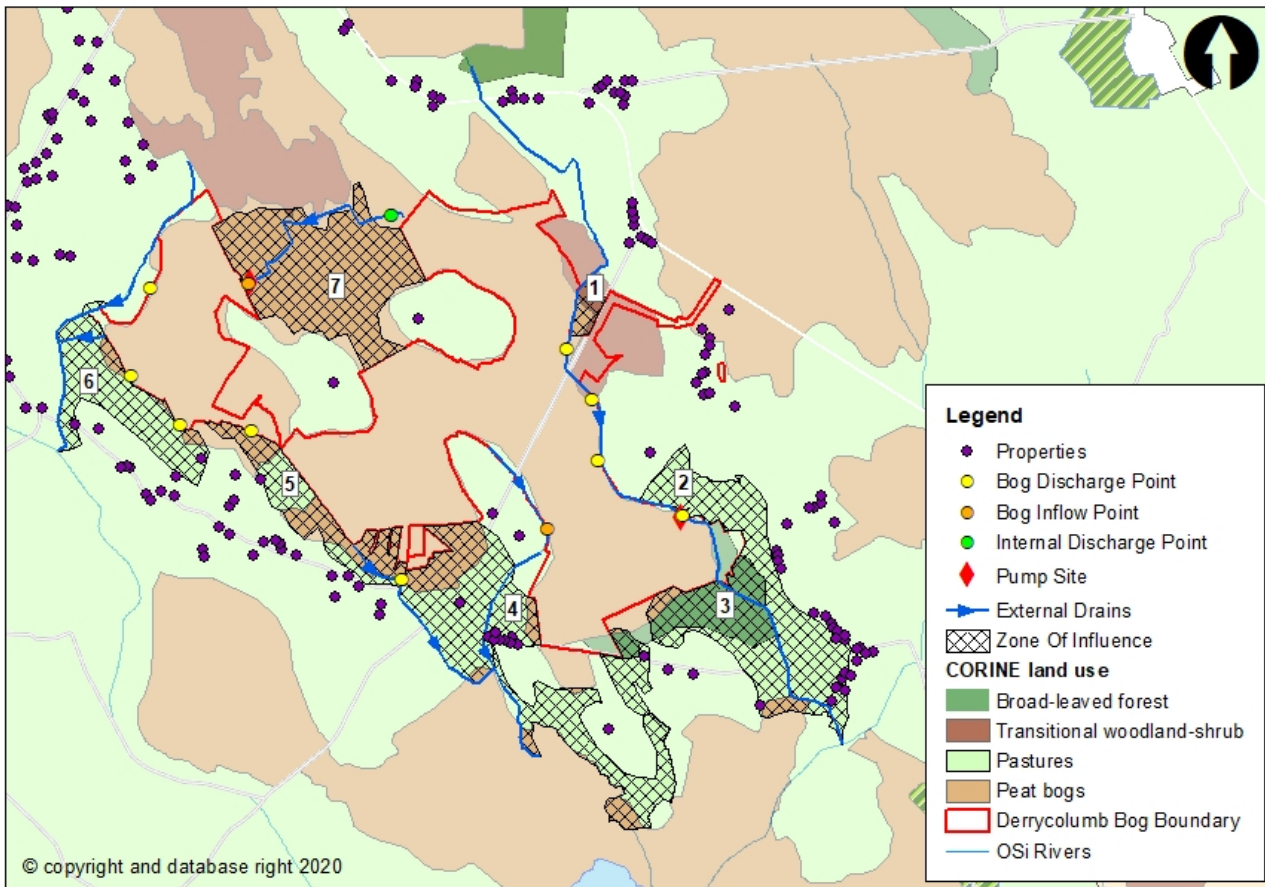 1
7
6
2
5
3
4
Legend
Properties
Bog Discharge Point
Bog Inflow Point
Internal Discharge Point
Pump Site
External Drains
Zone Of Influence
CORINE land use
Broad-leaved forest
Transitional woodland-shrub
Pastures
Peat bogs
Derrycolumb Bog Boundary
OSi Rivers
© copyright and database right 2020